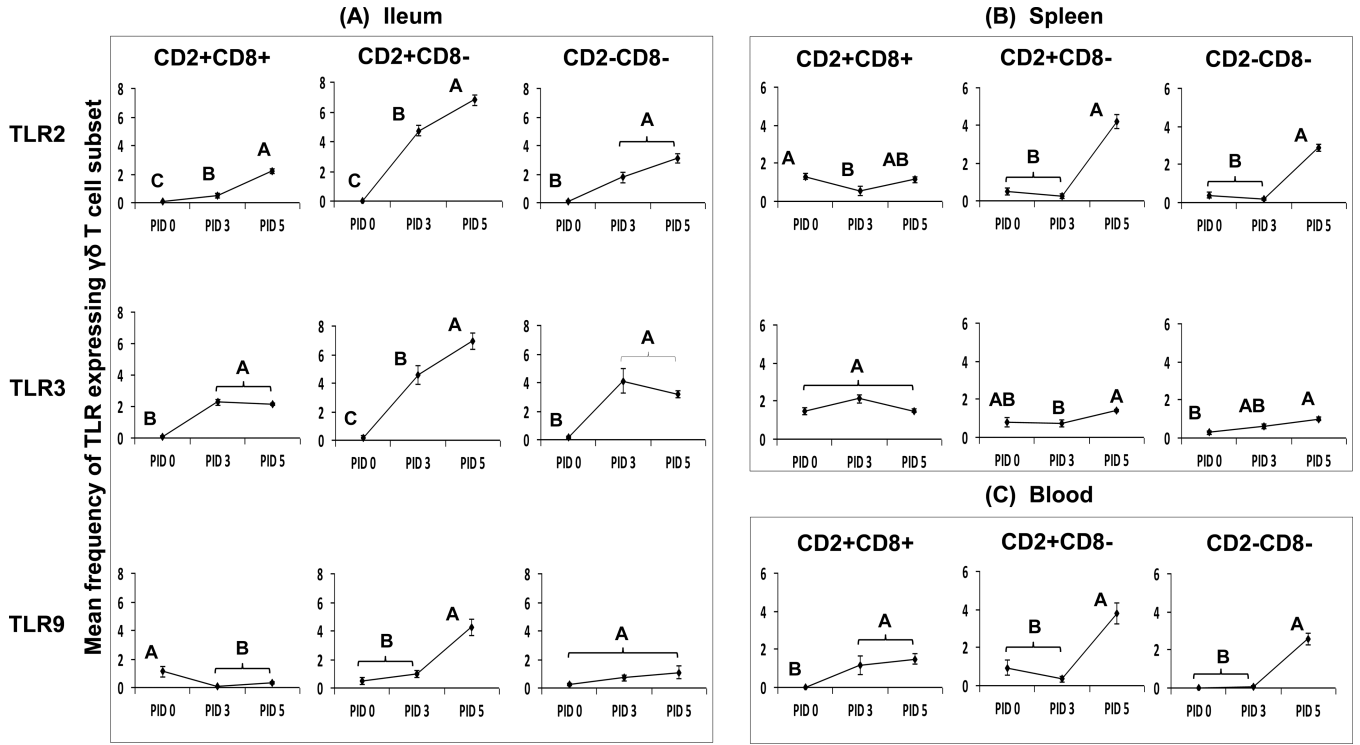 (A) Ileum
(B) Spleen
CD2+CD8+ CD2+CD8- CD2-CD8-
CD2+CD8+ CD2+CD8- CD2-CD8-
Mean frequency of TLR expressing γδ T cell subset
TLR2
8 6 4 2 0
C B A
PID 0 PID 3 PID 5
8 6 4 2 0
C B A
PID 0 PID 3 PID 5
8 6 4 2 0
B A
PID 0 PID 3 PID 5
6 4 2 0
A B AB
PID 0 PID 3 PID 5
6 4 2 0
B A
PID 0 PID 3 PID 5
6 4 2 0
B A
PID 0 PID 3 PID 5
TLR3
8 6 4 2 0
B A
PID 0 PID 3 PID 5
8 6 4 2 0
C B A
PID 0 PID 3 PID 5
8 6 4 2 0
B A
PID 0 PID 3 PID 5
6 4 2 0
A
PID 0 PID 3 PID 5
6 4 2 0
AB B A
PID 0 PID 3 PID 5
6 4 2 0
B AB A
PID 0 PID 3 PID 5
(C) Blood
CD2+CD8+ CD2+CD8- CD2-CD8-
TLR9
8 6 4 2 0
A B
PID 0 PID 3 PID 5
8 6 4 2 0
B A
PID 0 PID 3 PID 5
8 6 4 2 0
A
PID 0 PID 3 PID 5
6 4 2 0
B A
PID 0 PID 3 PID 5
6 4 2 0
B A
PID 0 PID 3 PID 5
6 4 2 0
B A
PID 0 PID 3 PID 5